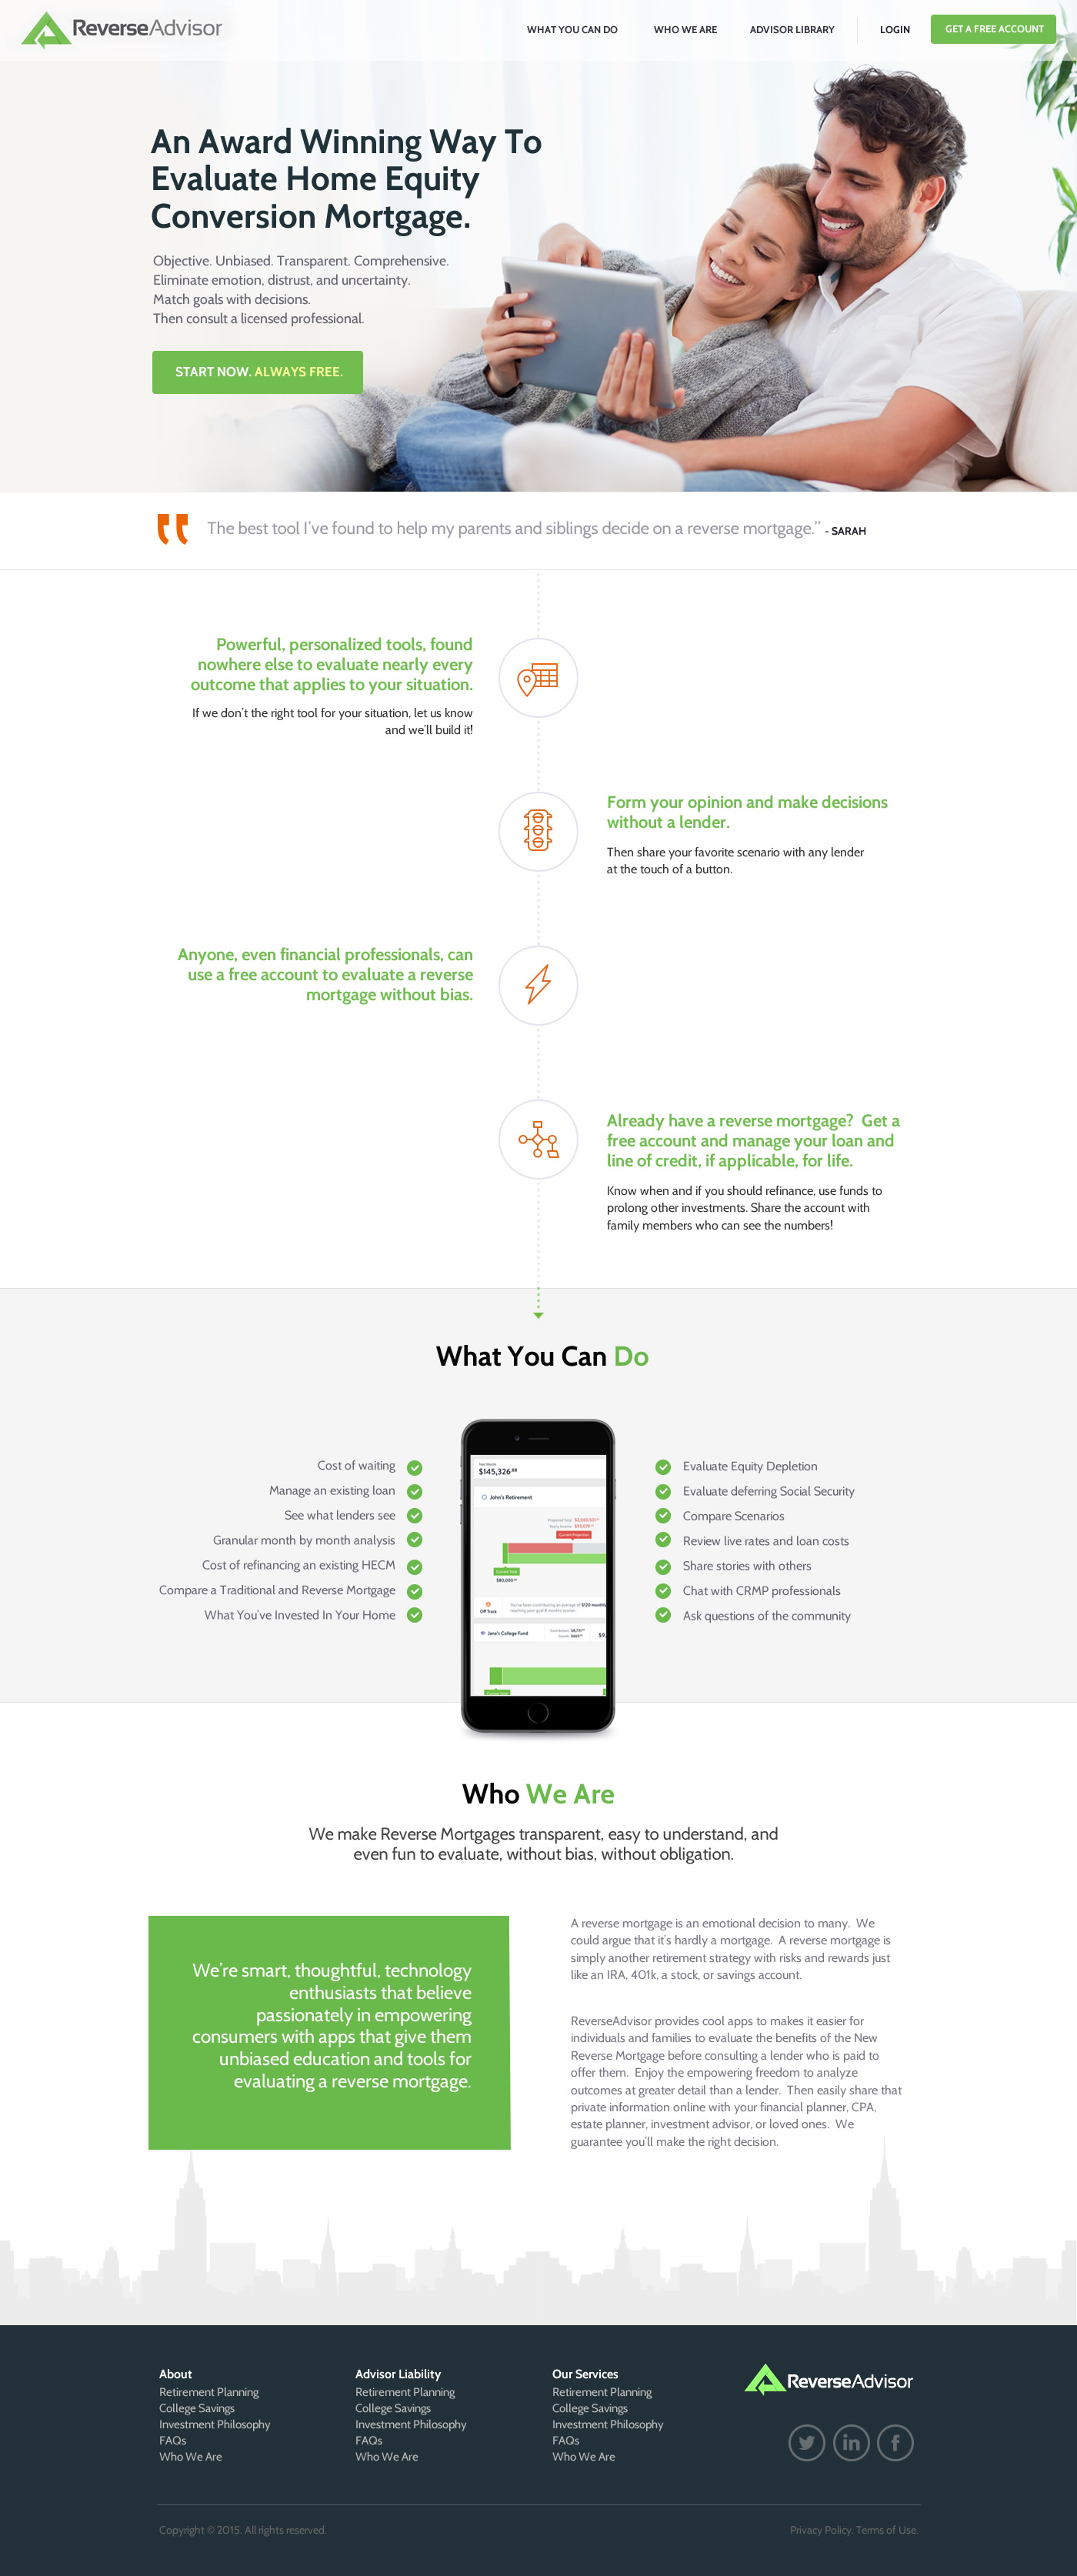 ReverseAdvisor
WHAT YOU CAN DO
WHO WE ARE
ADVISOR LIBRARY
LOGIN
GET A FREE ACCOUNT
An Award Winning Way To
Evaluate Home Equity
Conversion Mortgage.
Objective. Unbiased. Transparent. Comprehensive.
Eliminate emotion, distrust, and uncertainty.
Match goals with decisions.
Then consult a licensed professional.
START NOW. ALWAYS FREE.
The best tool I've found to help my parents and siblings decide on a reverse mortgage.” - SARAH
Powerful, personalized tools, found
nowhere else to evaluate nearly every
outcome that applies to your situation.
If we don't the right tool for your situation, let us know
and we'll build it!
Form your opinion and make decisions
without a lender.
Then share your favorite scenario with any lender
at the touch of a button.
Anyone, even financial professionals, can
use a free account to evaluate a reverse
mortgage without bias.
Already have a reverse mortgage?  Get a
free account and manage your loan and
line of credit, if applicable, for life.
Know when and if you should refinance, use funds to
prolong other investments. Share the account with
family members who can see the numbers!
What You Can Do
Cost of waiting
Manage an existing loan
See what lenders see
Granular month by month analysis
Cost of refinancing an existing HECM
Compare a Traditional and Reverse Mortgage
What You've Invested In Your Home
$145,326
John's Retirement
Current Projection
$80,000
Off Track
You've been contributing an average of $120 monthly
reaching your goal 8 months sooner.
Jane's College Fund
Evaluate Equity Depletion
Evaluate deferring Social Security
Compare Scenarios
Review live rates and loan costs
Share stories with others
Chat with CRMP professionals
Ask questions of the community
Who We Are
We make Reverse Mortgages transparent, easy to understand, and
even fun to evaluate, without bias, without obligation.
We're smart, thoughtful, technology
enthusiasts that believe
passionately in empowering
consumers with apps that give them
unbiased education and tools for
evaluating a reverse mortgage.
A reverse mortgage is an emotional decision to many.  We
could argue that it's hardly a mortgage.  A reverse mortgage is
simply another retirement strategy with risks and rewards just
like an IRA, 401k, a stock, or savings account.
ReverseAdvisor provides cool apps to makes it easier for
individuals and families to evaluate the benefits of the New
Reverse Mortgage before consulting a lender who is paid to
offer them.  Enjoy the empowering freedom to analyze
outcomes at greater detail than a lender.  Then easily share that
private information online with your financial planner, CPA,
estate planner, investment advisor, or loved ones.  We
guarantee you'll make the right decision.
About
Retirement Planning
College Savings
Investment Philosophy
FAQs
Who We Are
Advisor Liability
Retirement Planning
College Savings
Investment Philosophy
FAQs
Who We Are
Our Services
Retirement Planning
College Savings
Investment Philosophy
FAQs
Who We Are
ReverseAdvisor
in
f
Copyright © 2015. All rights reserved.
Privacy Policy. Terms of Use.